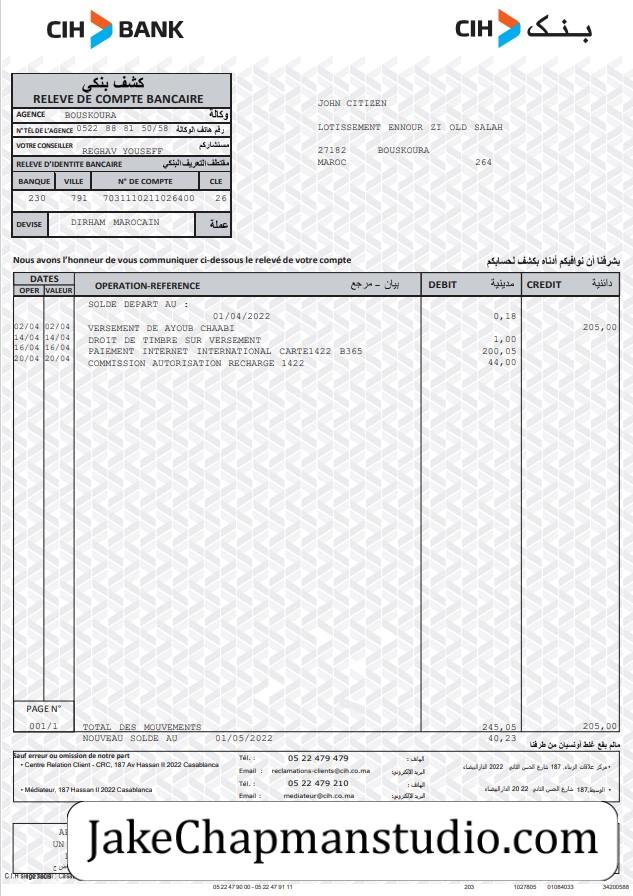 CIH BANK
CIH بنك
كشف بنكي
RELEVE DE COMPTE BANCAIRE
AGENCE BOUSKOURA وكالة
N°TÉL DE L'AGENCE 0522 88 81 50/58 رقم هاتف الوكالة
VOTRE CONSEILLER REGHAV YOUSEFF مستشاركم
RELEVE D'IDENTITE BANCAIRE مقتطف التعريف البنكي
BANQUE VILLE N° DE COMPTE CLE
230 791 7031110211026400 26
DEVISE DIRHAM MAROCAIN عملة
JOHN CITIZEN
LOTISSEMENT ENNOUR ZI OLD SALAH
27182 BOUSKOURA
MAROC 264
Nous avons l'honneur de vous communiquer ci-dessous le relevé de votre compte يشرفنا أن نوافيكم أدناه بكشف لحسابكم
DATES
OPER VALEUR OPERATION-REFERENCE بيان - مرجع DEBIT مدينية CREDIT دائنية
SOLDE DEPART AU :
01/04/2022 0,18
02/04 02/04 VERSEMENT DE AYOUB CHAABI 205,00
14/04 14/04 DROIT DE TIMBRE SUR VERSEMENT 1,00
16/04 16/04 PAIEMENT INTERNET INTERNATIONAL CARTE1422 B365 200,05
20/04 20/04 COMMISSION AUTORISATION RECHARGE 1422 44,00
PAGE N°
001/1 TOTAL DES MOUVEMENTS 245,05 205,00
NOUVEAU SOLDE AU 01/05/2022 40,23
مالم يقع غلط أونسيان من طرفنا
Sauf erreur ou omission de notre part
• Centre Relation Client - CRC, 187 Av Hassan II 2022 Casablanca
Tél. : 05 22 479 479 الهاتف :
Email : reclamations-clients@cih.co.ma البريد الإلكتروني:
• مركز علاقات الزبناء, 187 شارع الحسن الثاني 2022 الدارالبيضاء
• Médiateur, 187 Hassan II 2022 Casablanca
Tél. : 05 22 479 210 الهاتف :
Email : mediateur@cih.co.ma البريد الإلكتروني:
• الوسيط,187 شارع الحسن الثاني 2022 الدارالبيضاء
JakeChapmanstudio.com
05 22 47 90 00 - 05 22 47 91 11 203 1027805 01084033 34200588